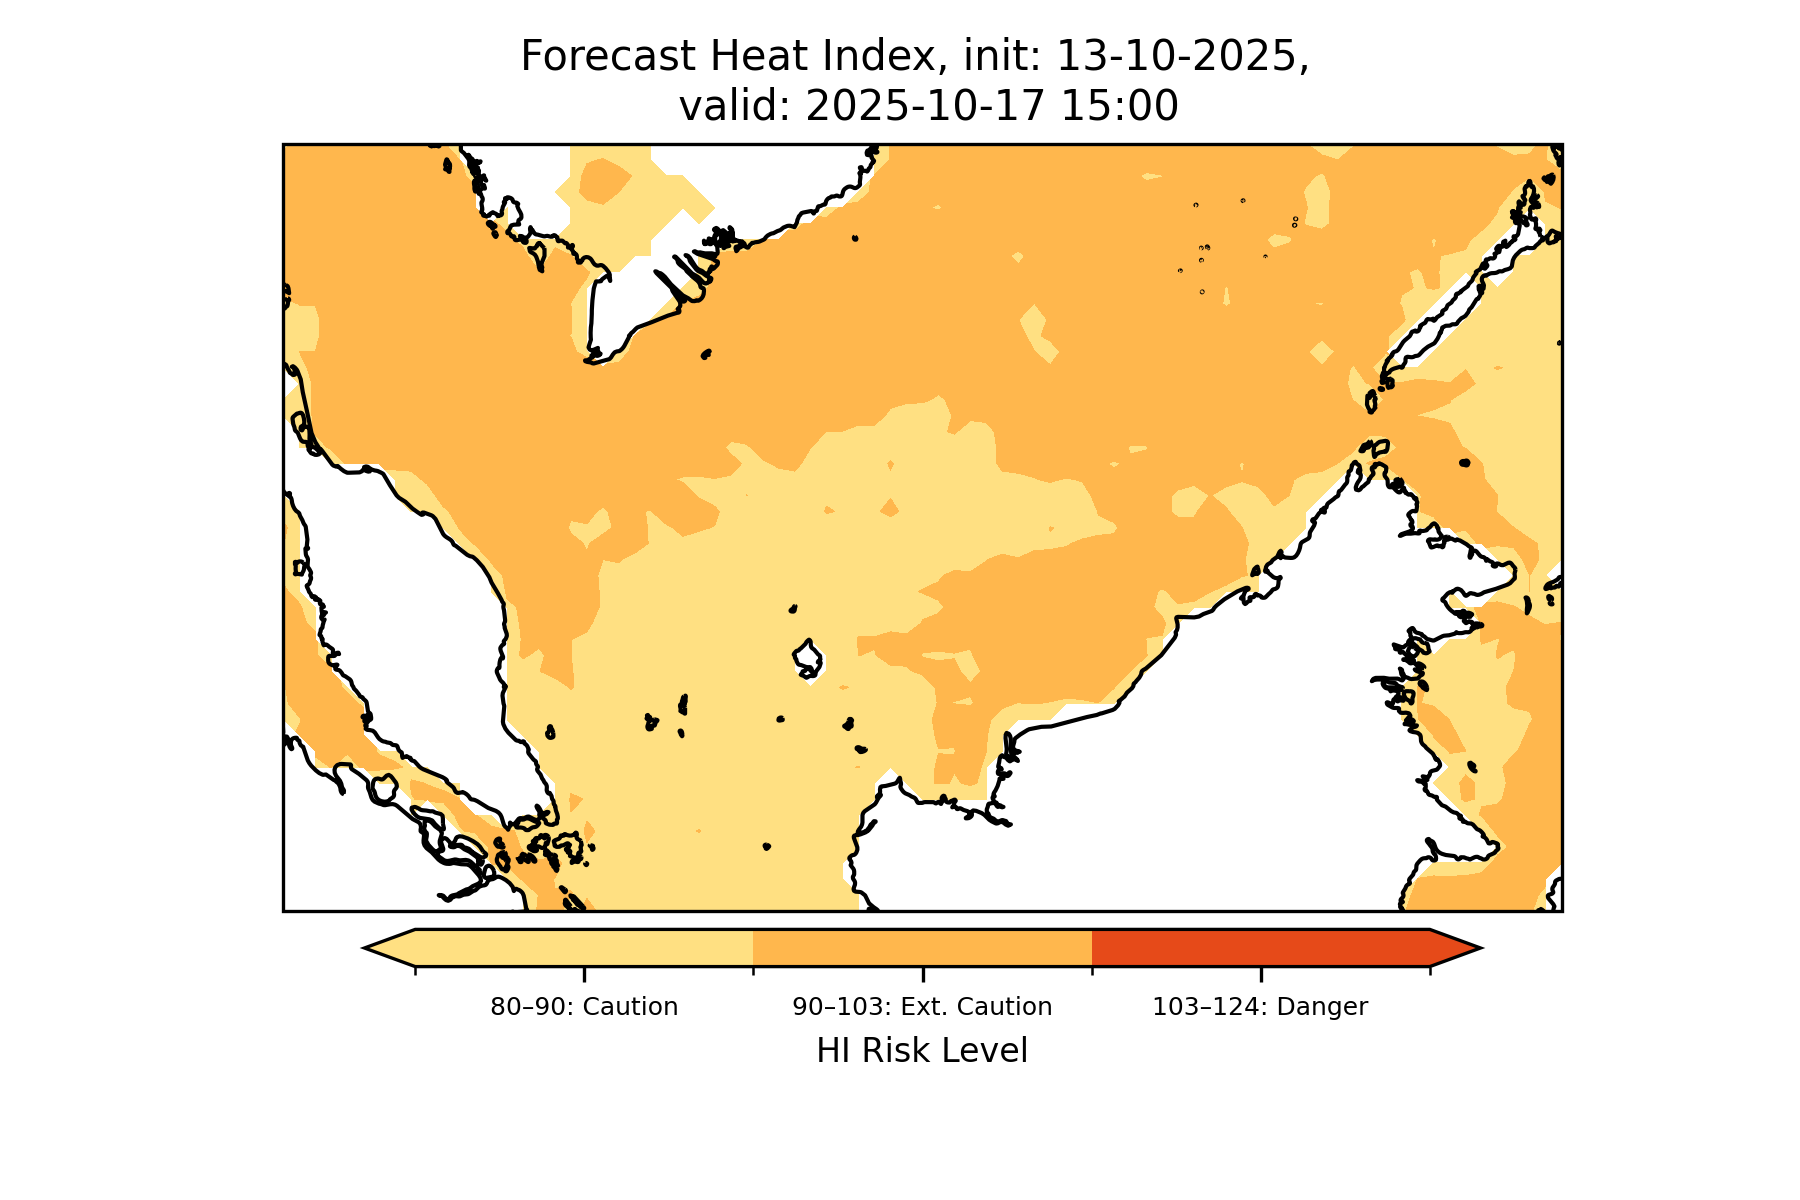 Forecast Heat Index, init: 13-10-2025,
valid: 2025-10-17 15:00
80–90: Caution
90–103: Ext. Caution
103–124: Danger
HI Risk Level